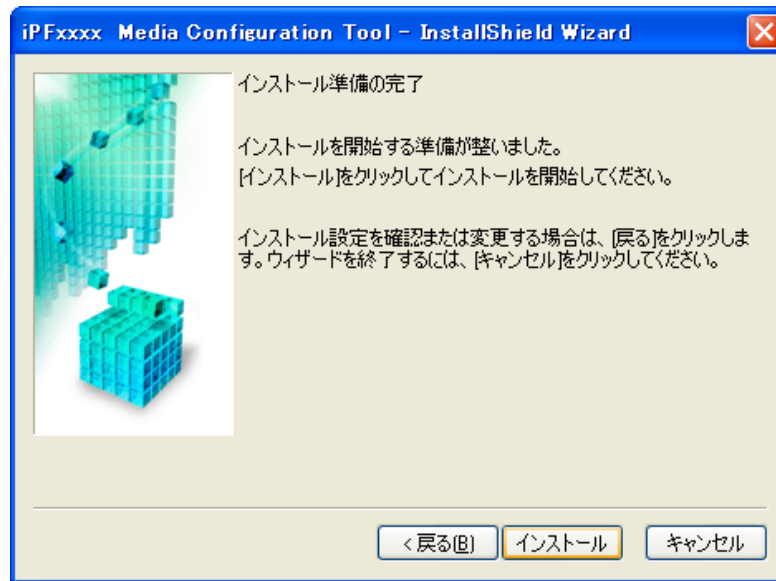 iPFxxxx Media Configuration Tool - InstallShield Wizard
インストール準備の完了
インストールを開始する準備が整いました。
[インストール]をクリックしてインストールを開始してください。
インストール設定を確認または変更する場合は、[戻る]をクリックしま
す。ウィザードを終了するには、[キャンセル]をクリックしてください。
< 戻る(B)
インストール
キャンセル